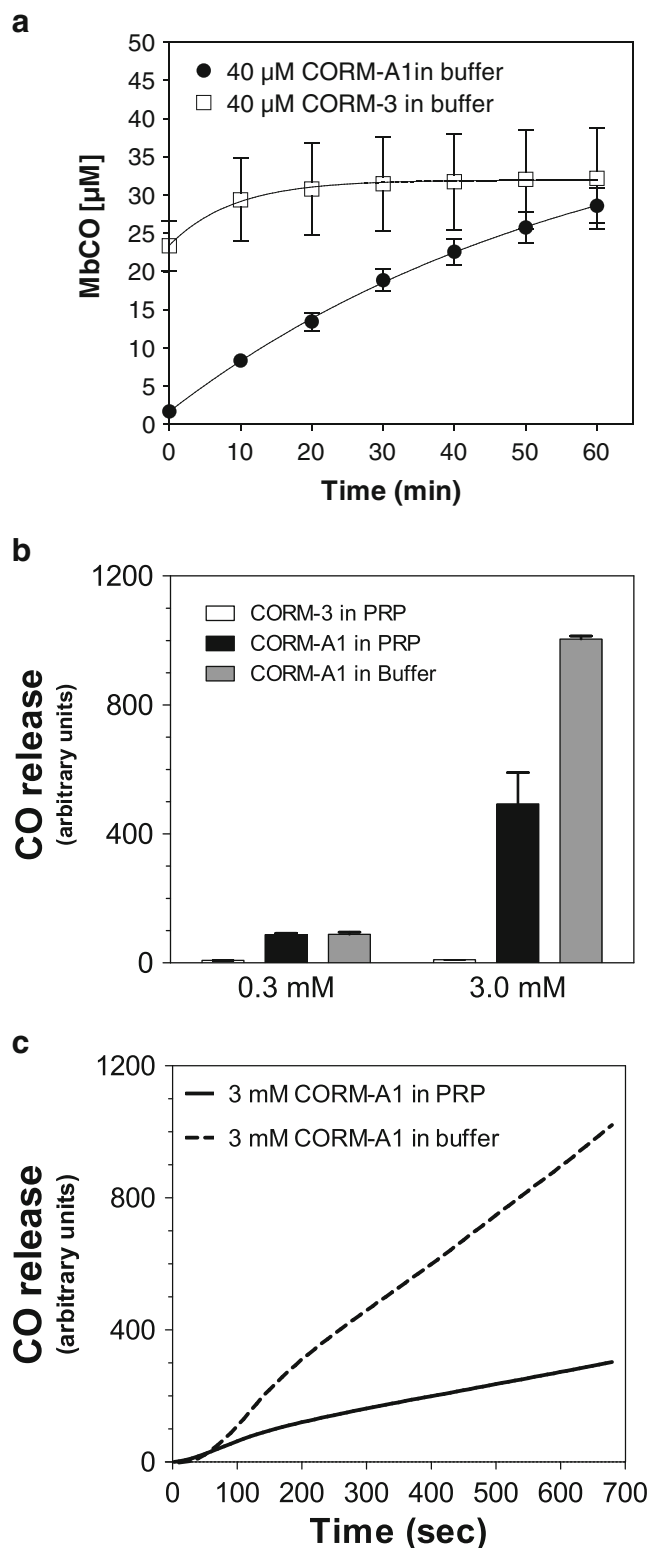 a
50
45
40
35
30
25
20
15
10
5
0
MbCO [µM]
40 µM CORM-A1in buffer
40 µM CORM-3 in buffer
0 10 20 30 40 50 60
Time (min)
b
1200
800
400
0
CO release
(arbitrary units)
CORM-3 in PRP
CORM-A1 in PRP
CORM-A1 in Buffer
0.3 mM 3.0 mM
c
1200
800
400
0
CO release
(arbitrary units)
3 mM CORM-A1 in PRP
3 mM CORM-A1 in buffer
0 100 200 300 400 500 600 700
Time (sec)